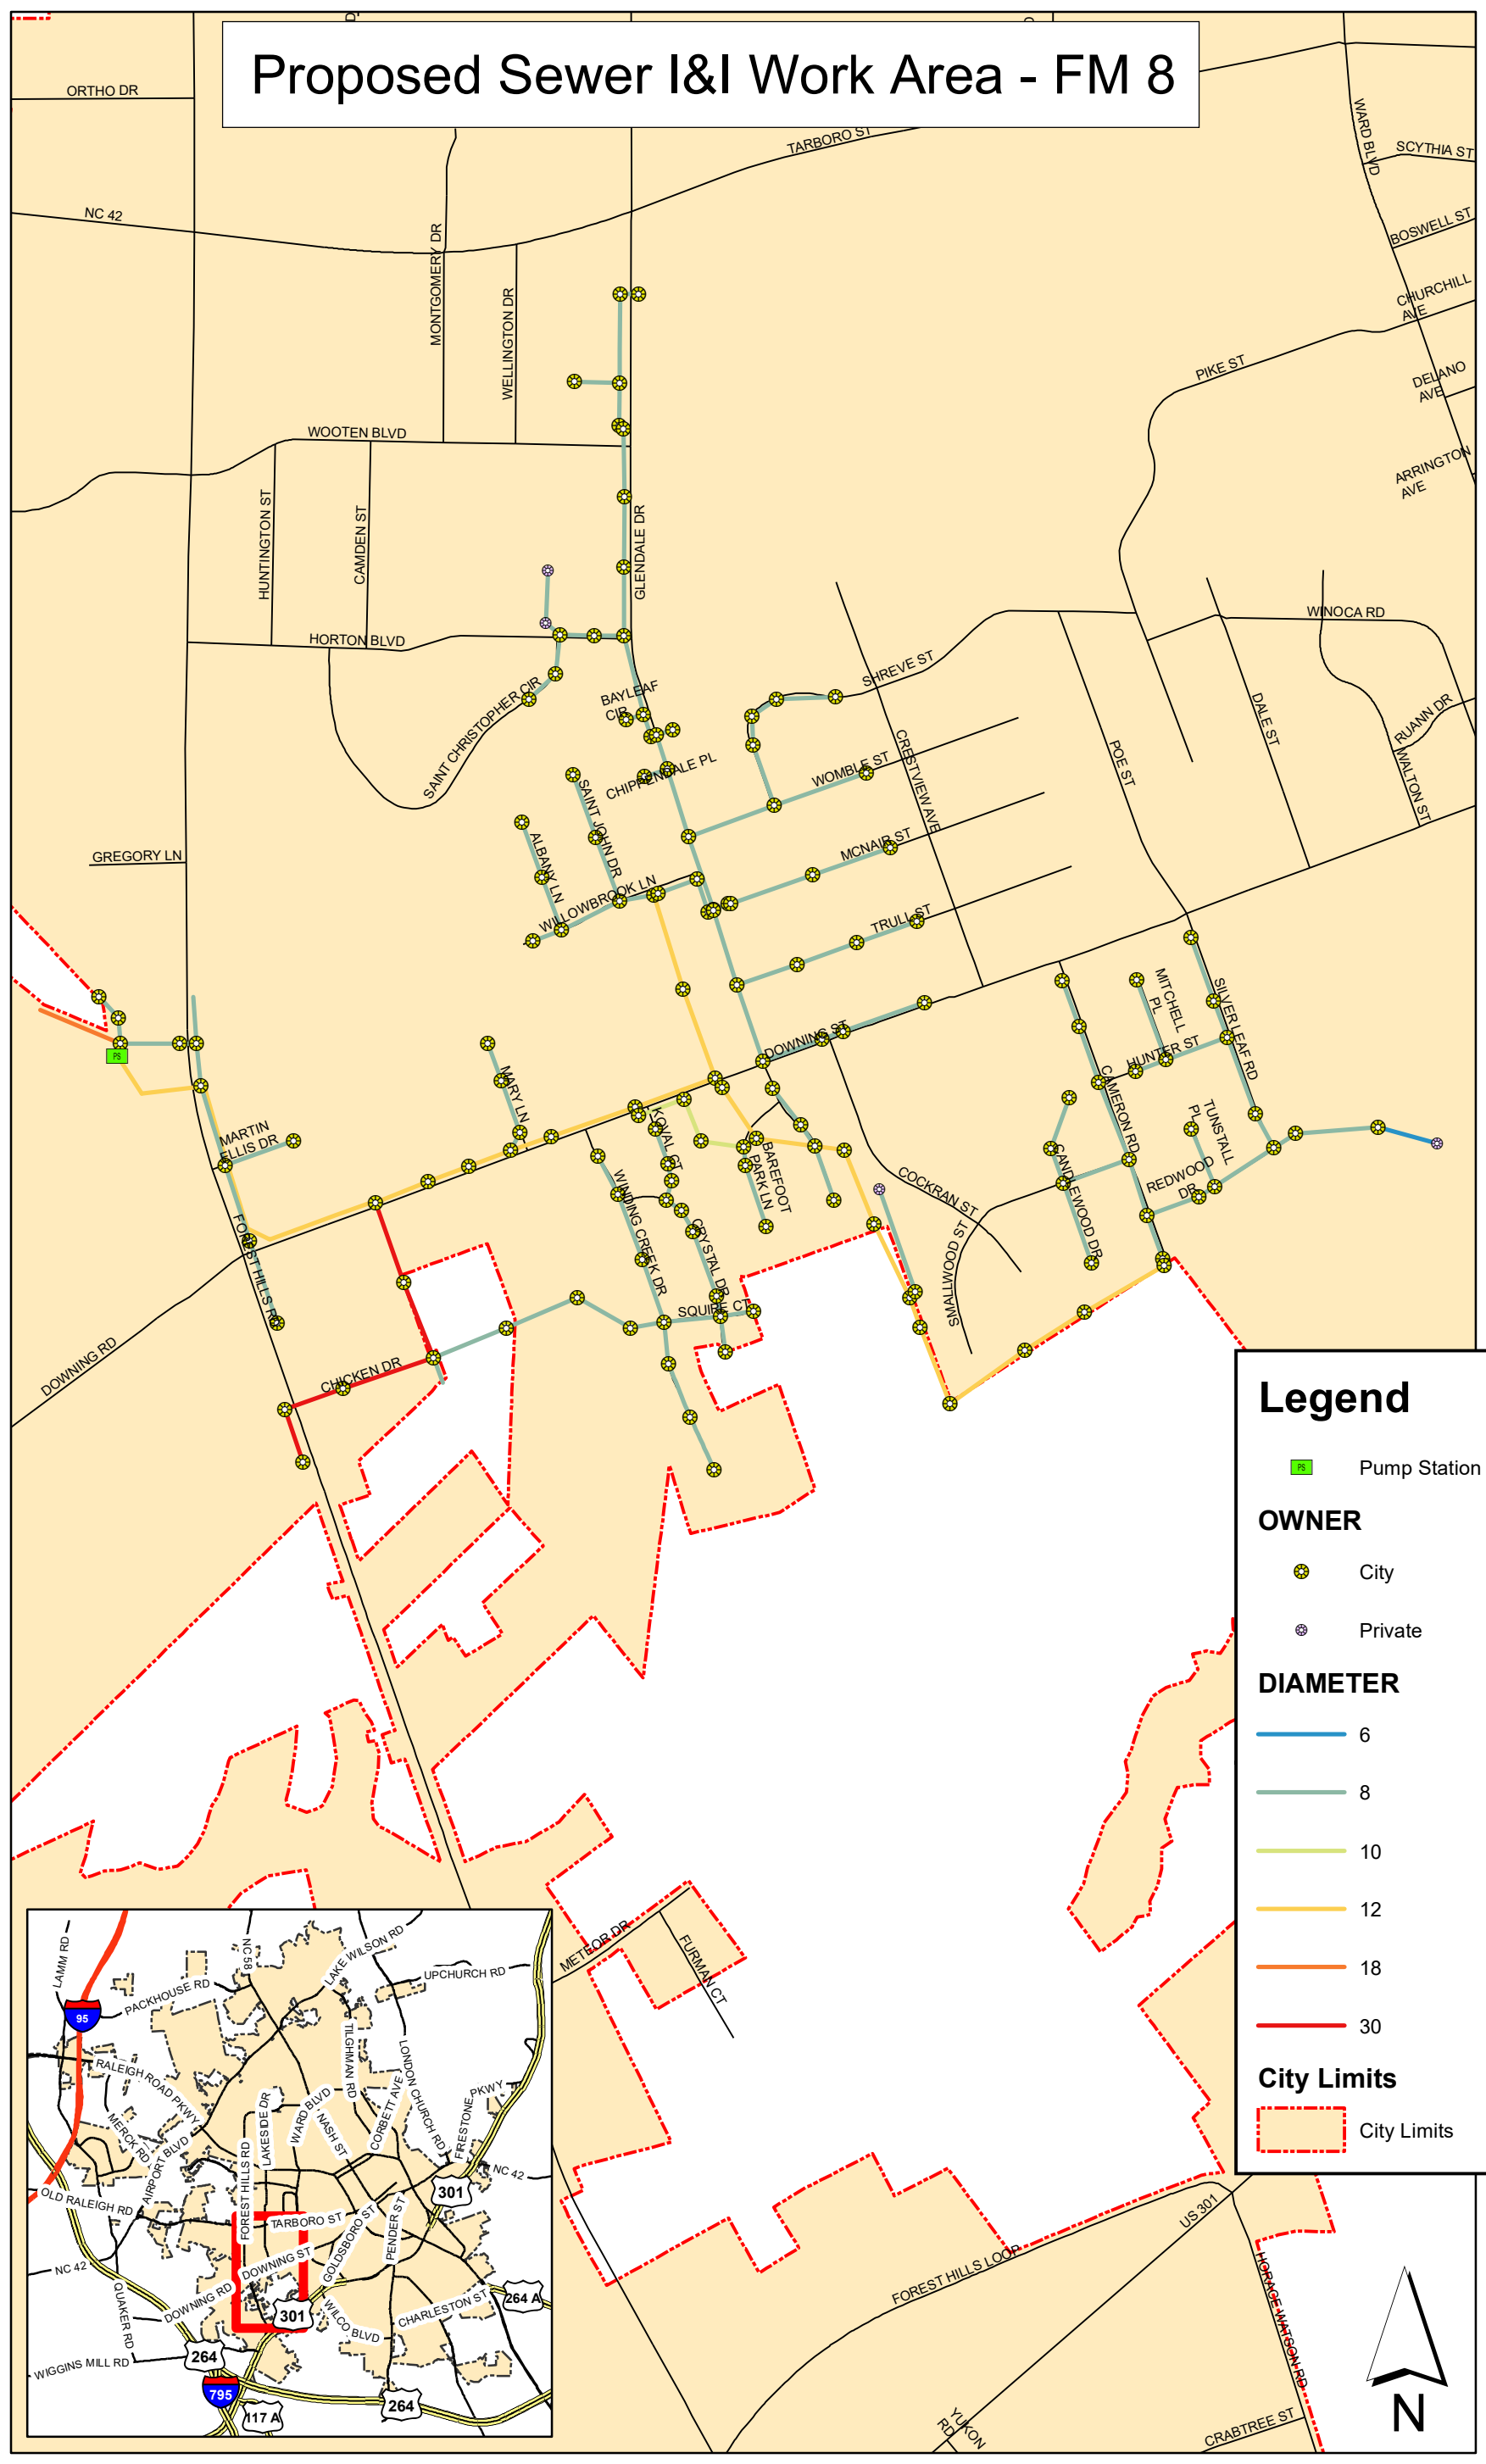 Proposed Sewer I&I Work Area - FM 8
ORTHO DR
TARBORO ST
WARD BLVD
SCYTHIA ST
NC 42
BOSWELL ST
MONTGOMERY DR
WELLINGTON DR
CHURCHILL
AVE
PIKE ST
DELANO
AVE
WOOTEN BLVD
ARRINGTON
AVE
HUNTINGTON ST
CAMDEN ST
GLENDALE DR
HORTON BLVD
WINOCA RD
SHREVE ST
BAYLEAF
CIR
SAINT CHRISTOPHER CIR
DALE ST
RUANN DR
CRESTVIEW AVE
POE ST
WALTON ST
CHIPPENDALE PL
WOMBLE ST
SAINT JOHN DR
ALBANY LN
MCNAIR ST
GREGORY LN
WILLOWBROOK LN
TRULL ST
MITCHELL
PL
SILVER LEAF RD
DOWNING ST
HUNTER ST
PS
MARY LN
CAMERON RD
KOVAL CT
TUNSTALL
PL
MARTIN
ELLIS DR
BAREFOOT
PARK LN
CANDLEWOOD DR
REDWOOD
DR
COCKRAN ST
WINDING CREEK DR
CRYSTAL DR
FOREST HILLS RD
SMALLWOOD ST
SQUIRE CT
DOWNING RD
CHICKEN DR
Legend
PS
Pump Station
OWNER
City
Private
DIAMETER
6
8
10
12
18
30
City Limits
City Limits
METEOR DR
FURMAN CT
FOREST HILLS LOOP
US 301
HORACE WATSON RD
YUKON
RD
CRABTREE ST
N
LAMM RD
NC 58
LAKE WILSON RD
UPCHURCH RD
PACKHOUSE RD
95
TILGHMAN RD
LONDON CHURCH RD
RALEIGH ROAD PKWY
MERCK RD
AIRPORT BLVD
LAKESIDE DR
WARD BLVD
NASH ST
CORBETT AVE
FIRESTONE
PKWY
NC 42
OLD RALEIGH RD
FOREST HILLS RD
301
TARBORO ST
GOLDSBORO ST
PENDER ST
NC 42
DOWNING ST
DOWNING RD
QUAKER RD
301
WILCO BLVD
CHARLESTON ST
264 A
WIGGINS MILL RD
264
795
117 A
264